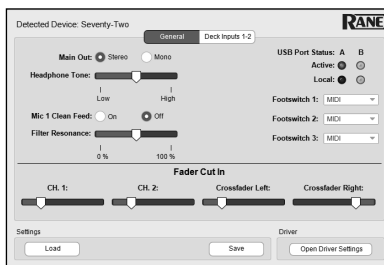 Detected Device: Seventy-Two
RANE
General
Deck Inputs 1-2
Main Out: Stereo Mono
Headphone Tone:
Low High
Mic 1 Clean Feed: On Off
Filter Resonance:
0 % 100 %
USB Port Status: A B
Active:
Local:
Footswitch 1: MIDI
Footswitch 2: MIDI
Footswitch 3: MIDI
Fader Cut In
CH. 1: CH. 2: Crossfader Left: Crossfader Right:
Settings
Load Save
Driver
Open Driver Settings